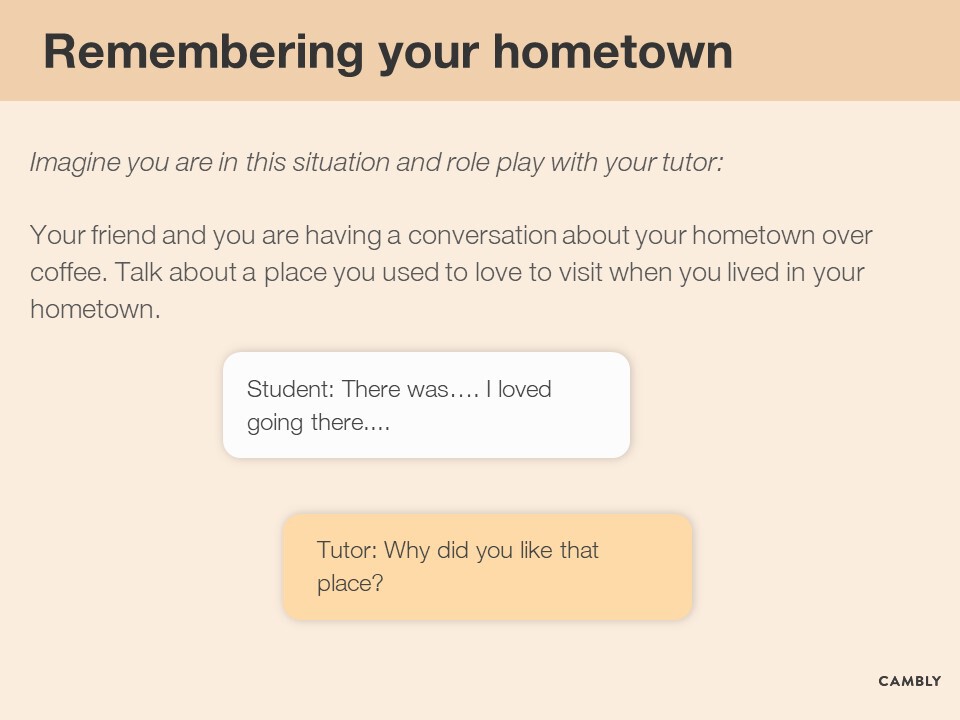 Remembering your hometown
Imagine you are in this situation and role play with your tutor:
Your friend and you are having a conversation about your hometown over
coffee. Talk about a place you used to love to visit when you lived in your
hometown.
Student: There was…. I loved
going there....
Tutor: Why did you like that
place?
CAMBLY